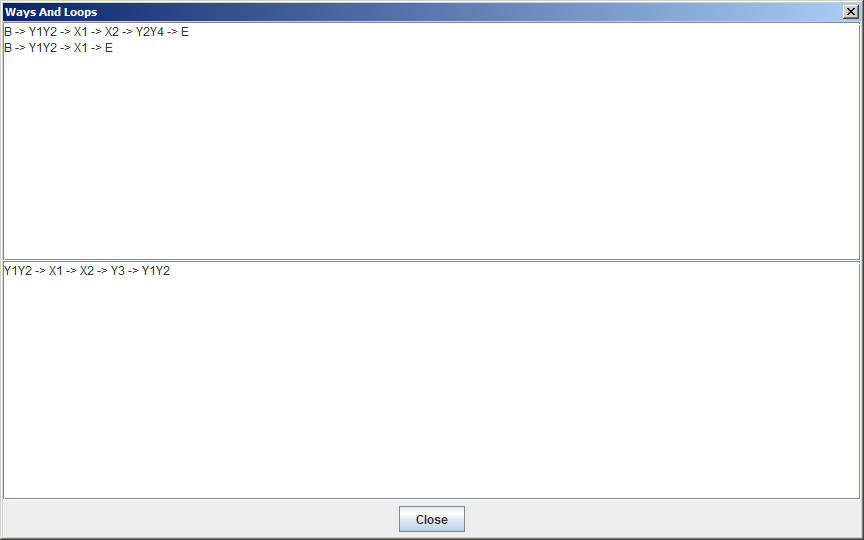 Ways And Loops
B -> Y1Y2 -> X1 -> X2 -> Y2Y4 -> E
B -> Y1Y2 -> X1 -> E
Y1Y2 -> X1 -> X2 -> Y3 -> Y1Y2
Close